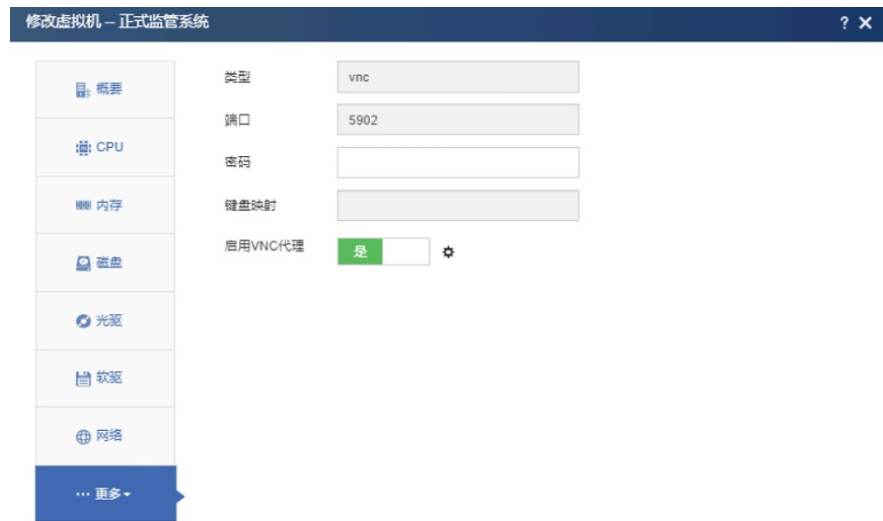 修改虚拟机 – 正式监管系统 ? ×
概要
CPU
内存
磁盘
光驱
软驱
网络
... 更多
类型 vnc
端口 5902
密码
键盘映射
启用VNC代理 是